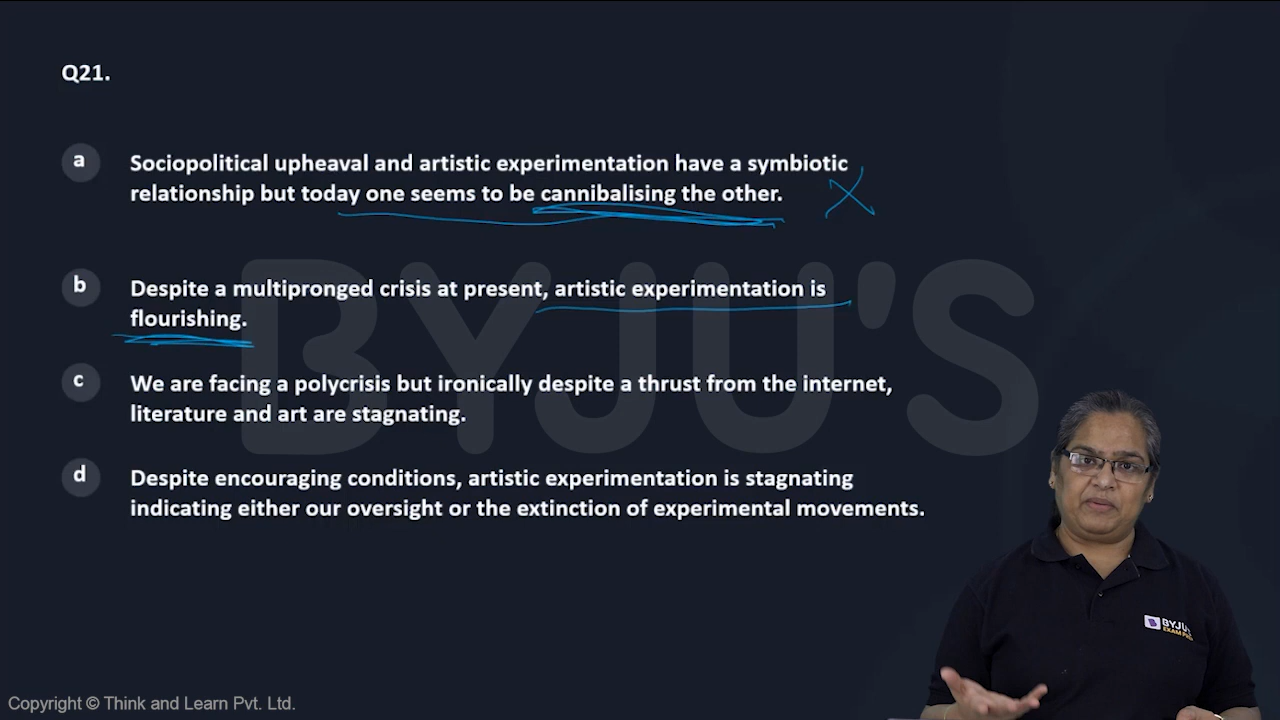 Q21.
a
Sociopolitical upheaval and artistic experimentation have a symbiotic
relationship but today one seems to be cannibalising the other.
b
Despite a multipronged crisis at present, artistic experimentation is
flourishing.
c
We are facing a polycrisis but ironically despite a thrust from the internet,
literature and art are stagnating.
d
Despite encouraging conditions, artistic experimentation is stagnating
indicating either our oversight or the extinction of experimental movements.
BYJU'S
BYJU'S
EXAM PREP
Copyright © Think and Learn Pvt. Ltd.